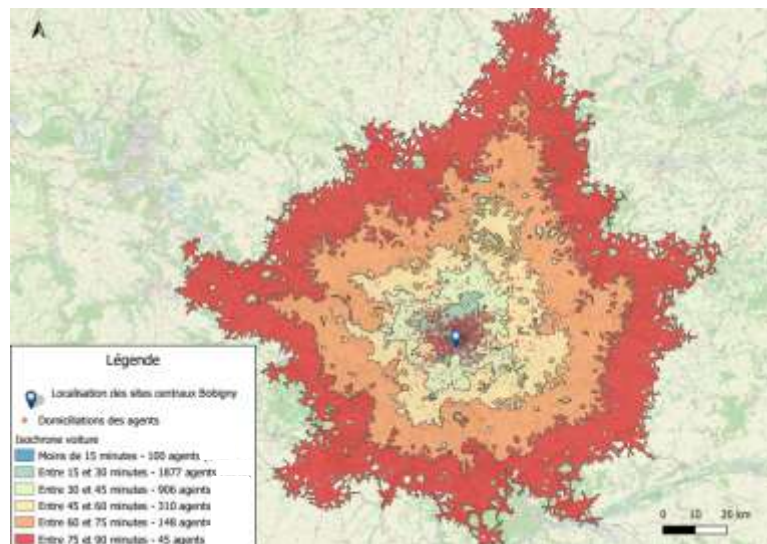 Légende
Localisation des sites centraux Bobigny
Domiciliations des agents
Isochrone voiture
Moins de 15 minutes - 100 agents
Entre 15 et 30 minutes - 1877 agents
Entre 30 et 45 minutes - 906 agents
Entre 45 et 60 minutes - 310 agents
Entre 60 et 75 minutes - 148 agents
Entre 75 et 90 minutes - 45 agents
0 10 20 km